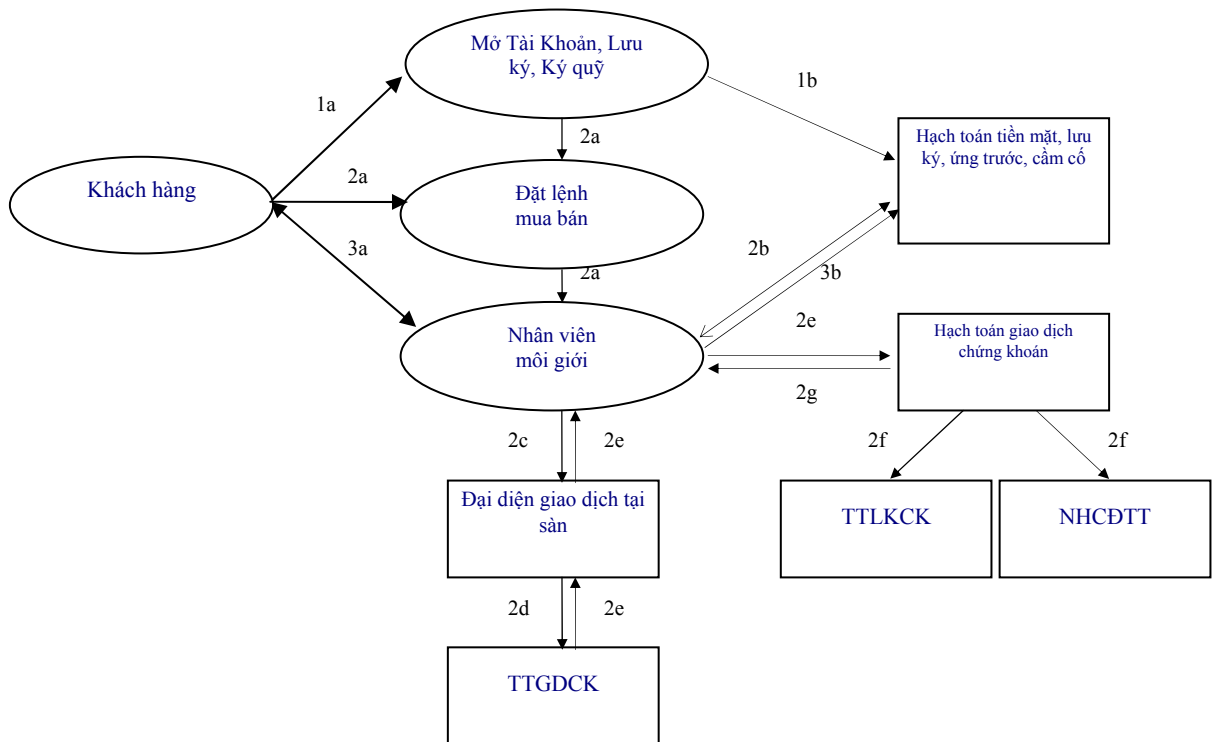 Mở Tài Khoản, Lưu
ký, Ký quỹ
1b
1a
Hạch toán tiền mặt, lưu
ký, ứng trước, cầm cố
2a
Khách hàng
2a
Đặt lệnh
mua bán
3a
2b
2a
3b
Nhân viên
môi giới
2e
Hạch toán giao dịch
chứng khoán
2g
2c
2e
2f
2f
Đại diện giao dịch tại
sàn
TTLKCK
NHCĐTT
2d
2e
TTGDCK